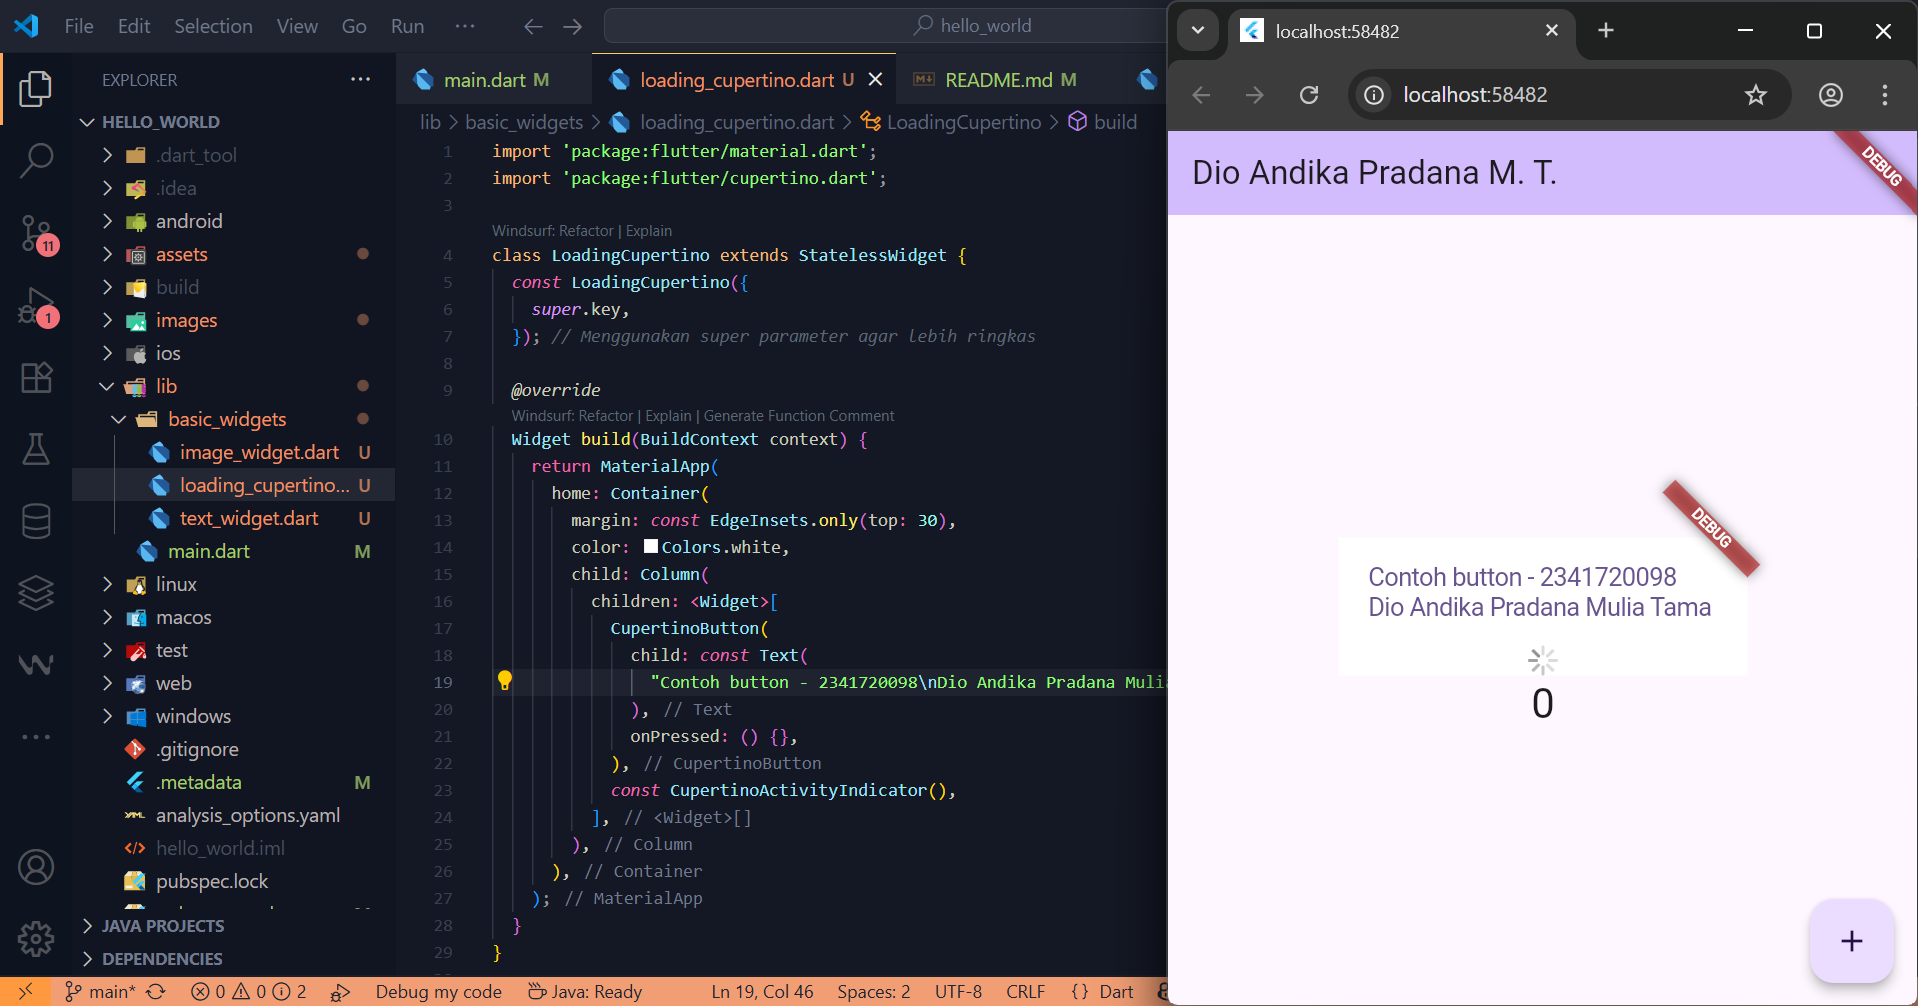 File Edit Selection View Go Run ··· hello_world
EXPLORER ···
HELLO_WORLD
.dart_tool
.idea
android
assets
build
images
ios
lib
basic_widgets
image_widget.dart U
loading_cupertino... U
text_widget.dart U
main.dart M
linux
macos
test
web
windows
.gitignore
.metadata M
analysis_options.yaml
hello_world.iml
pubspec.lock
JAVA PROJECTS
DEPENDENCIES
11
1
main.dart M loading_cupertino.dart U README.md M
lib > basic_widgets > loading_cupertino.dart > LoadingCupertino > build
1 import 'package:flutter/material.dart';
2 import 'package:flutter/cupertino.dart';
3
Windsurf: Refactor | Explain
4 class LoadingCupertino extends StatelessWidget {
5 const LoadingCupertino({
6 super.key,
7 }); // Menggunakan super parameter agar lebih ringkas
8
9 @override
Windsurf: Refactor | Explain | Generate Function Comment
10 Widget build(BuildContext context) {
11 return MaterialApp(
12 home: Container(
13 margin: const EdgeInsets.only(top: 30),
14 color: Colors.white,
15 child: Column(
16 children: <Widget>[
17 CupertinoButton(
18 child: const Text(
19 "Contoh button - 2341720098\nDio Andika Pradana Mulia
20 ), // Text
21 onPressed: () {},
22 ), // CupertinoButton
23 const CupertinoActivityIndicator(),
24 ], // <Widget>[]
25 ), // Column
26 ), // Container
27 ); // MaterialApp
28 }
29 }
main* 0 0 2 Debug my code Java: Ready Ln 19, Col 46 Spaces: 2 UTF-8 CRLF {} Dart
localhost:58482
localhost:58482
Dio Andika Pradana M. T.
DEBUG
DEBUG
Contoh button - 2341720098
Dio Andika Pradana Mulia Tama
0
+